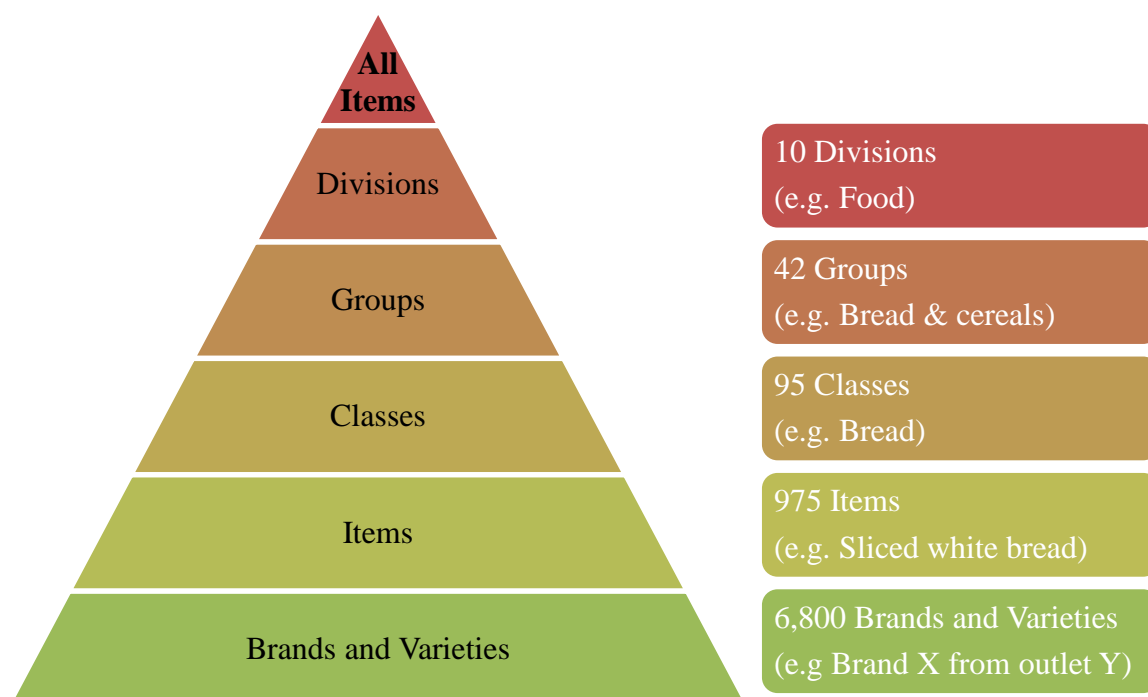 All
Items
Divisions
Groups
Classes
Items
Brands and Varieties
10 Divisions
(e.g. Food)
42 Groups
(e.g. Bread & cereals)
95 Classes
(e.g. Bread)
975 Items
(e.g. Sliced white bread)
6,800 Brands and Varieties
(e.g Brand X from outlet Y)